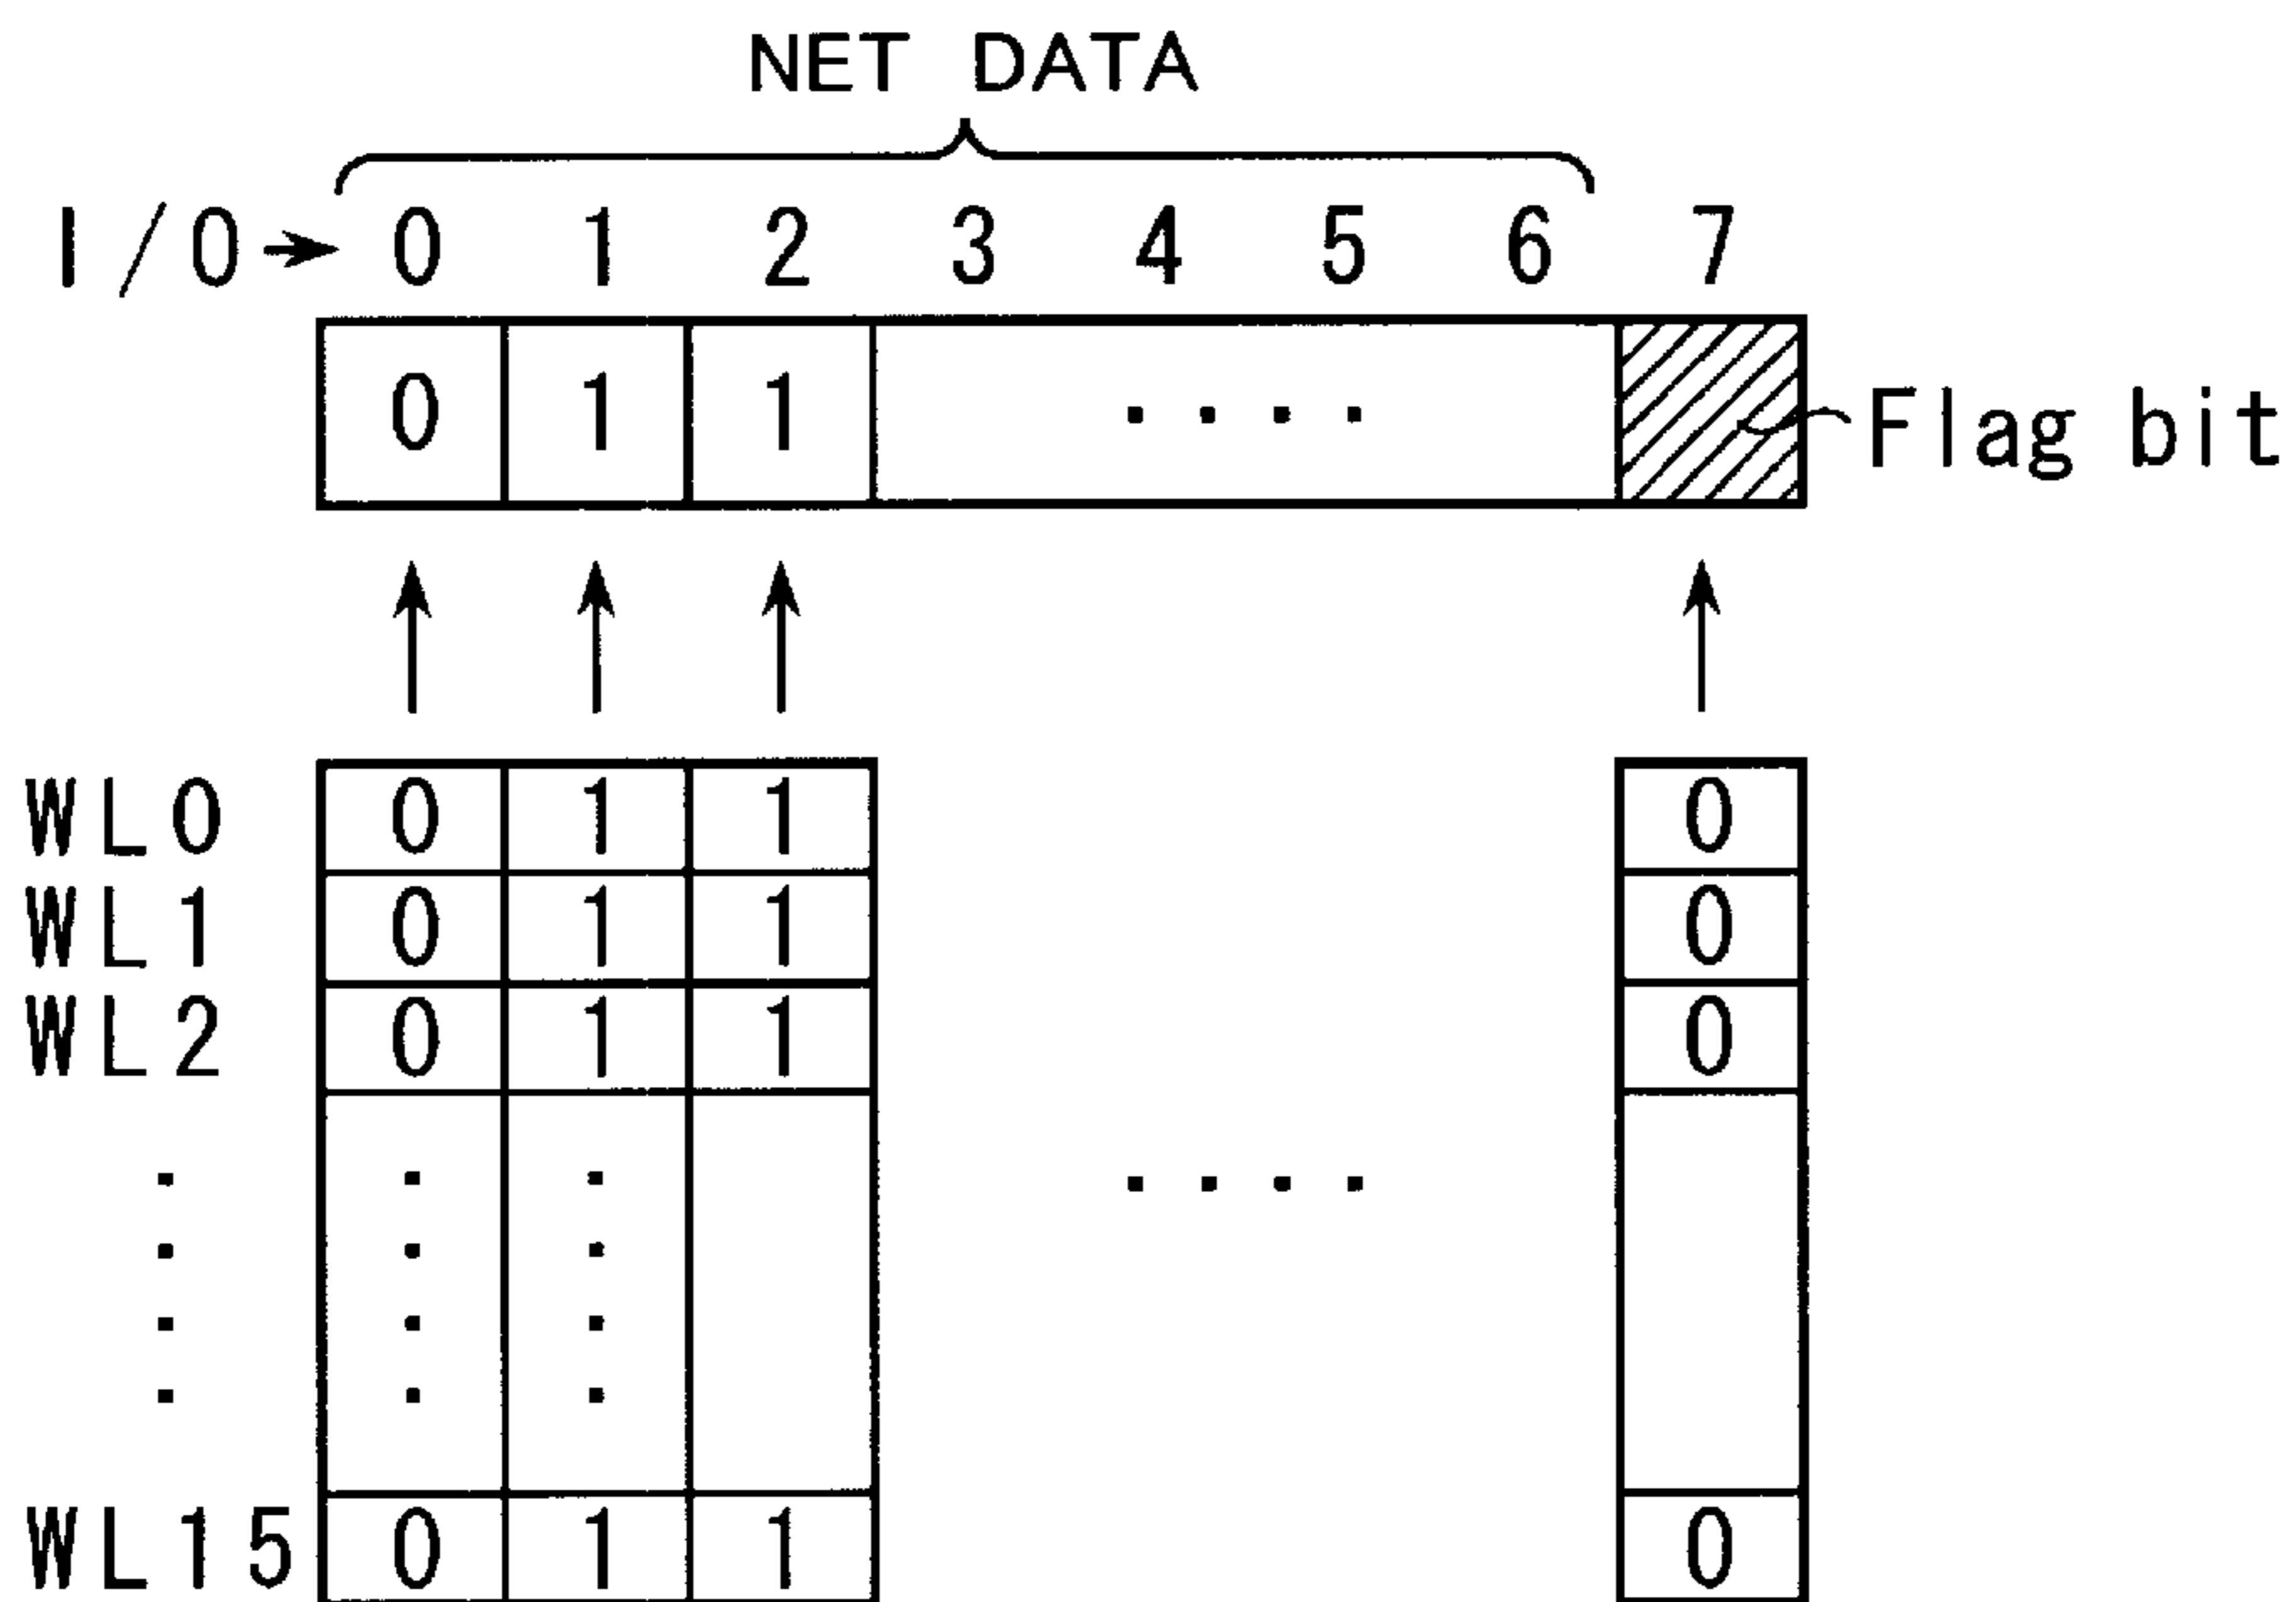 NET DATA
I/O 0 1 2 3 4 5 6 7
0 1 1 . . . . Flag bit
WL0 0 1 1 0
WL1 0 1 1 0
WL2 0 1 1 0
. . . .
WL15 0 1 1 0